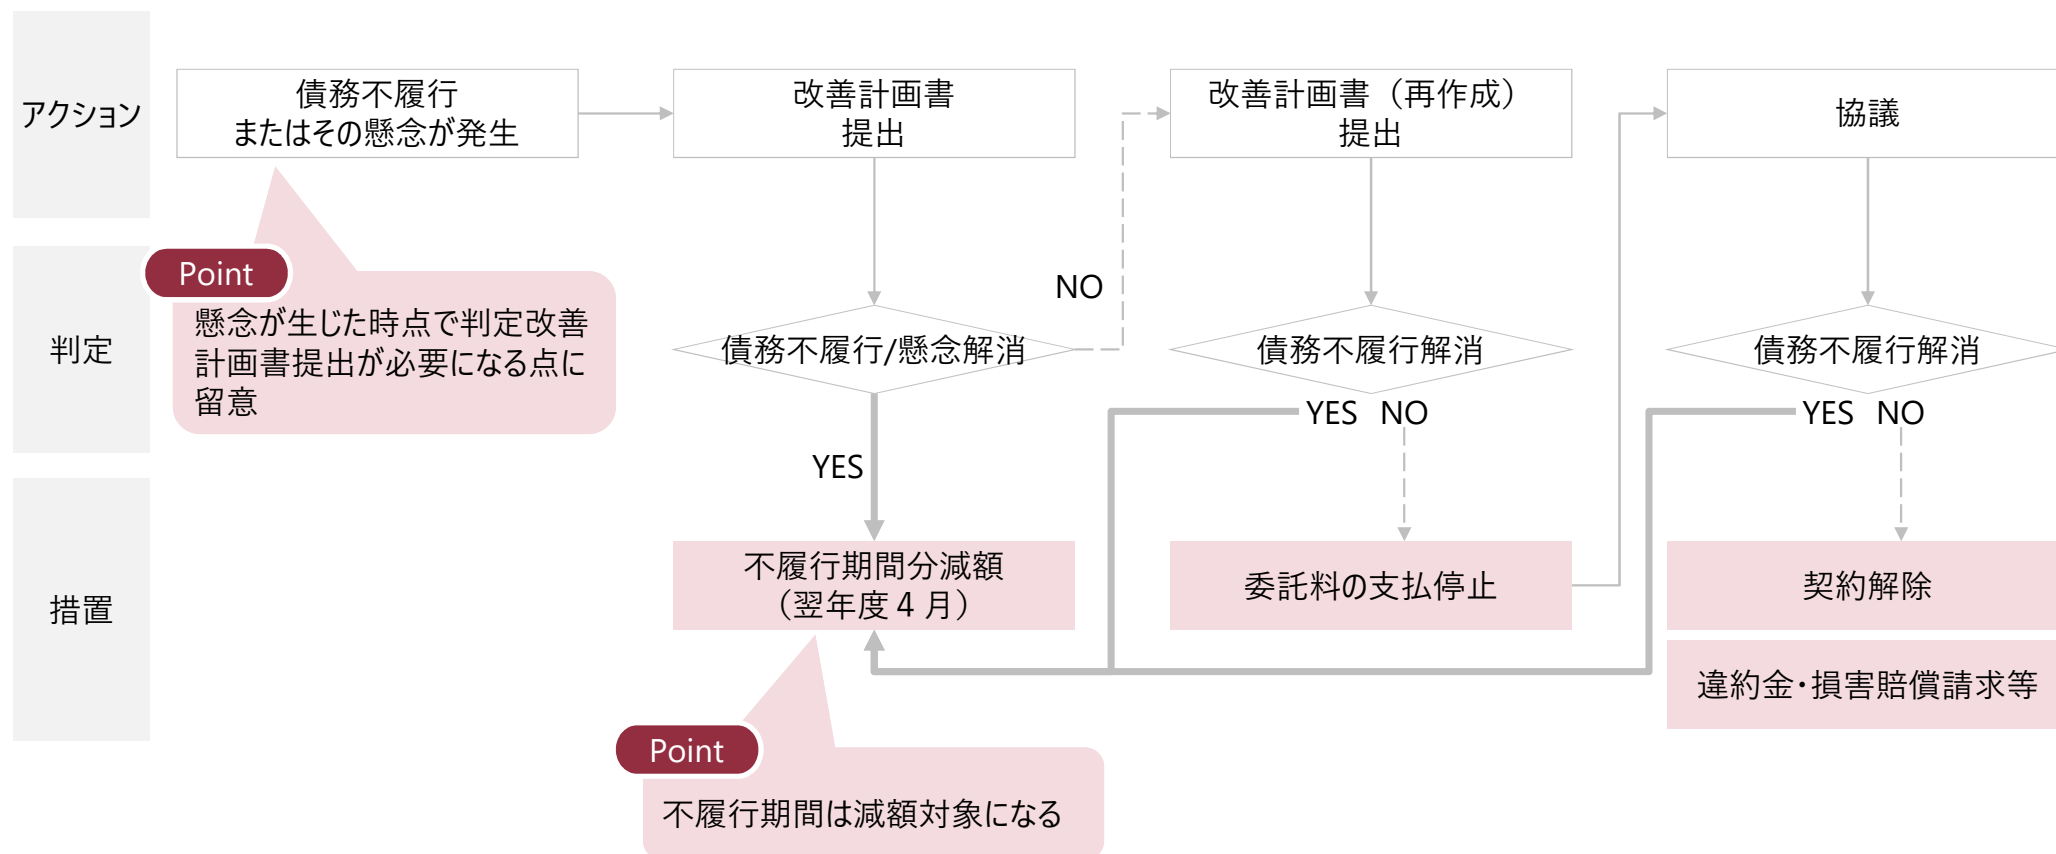 アクション
債務不履行
またはその懸念が発生
改善計画書
提出
改善計画書（再作成）
提出
協議
Point
懸念が生じた時点で判定改善
計画書提出が必要になる点に
留意
判定
債務不履行/懸念解消
NO
YES
債務不履行解消
YES NO
債務不履行解消
YES NO
措置
不履行期間分減額
（翌年度４月）
委託料の支払停止
契約解除
違約金・損害賠償請求等
Point
不履行期間は減額対象になる